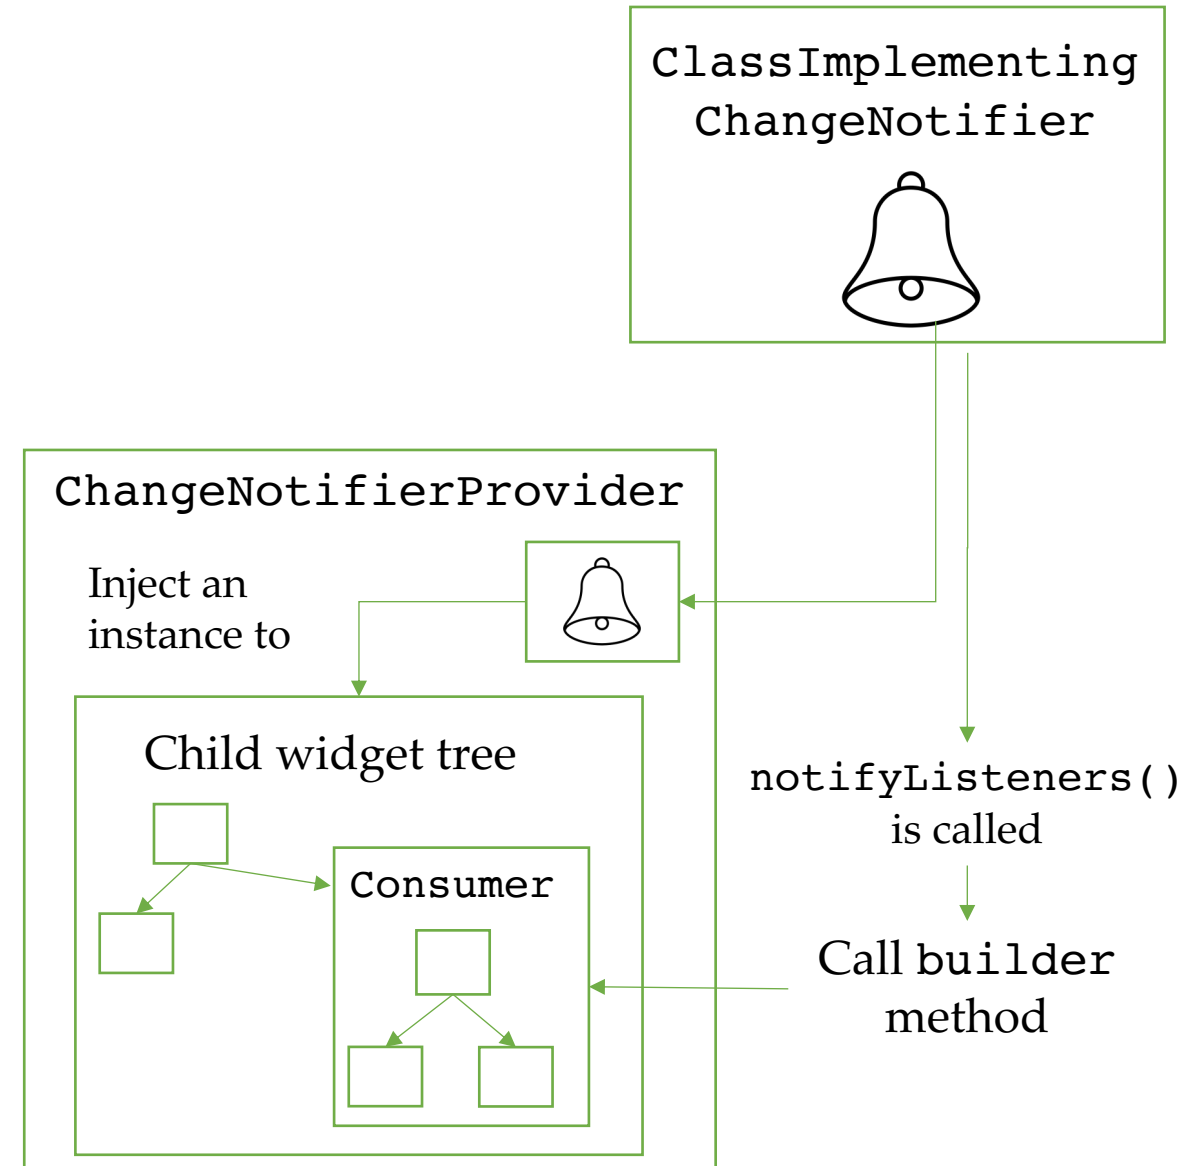 ClassImplementing
ChangeNotifier
ChangeNotifierProvider
Inject an
instance to
Child widget tree
Consumer
notifyListeners()
is called
Call builder
method